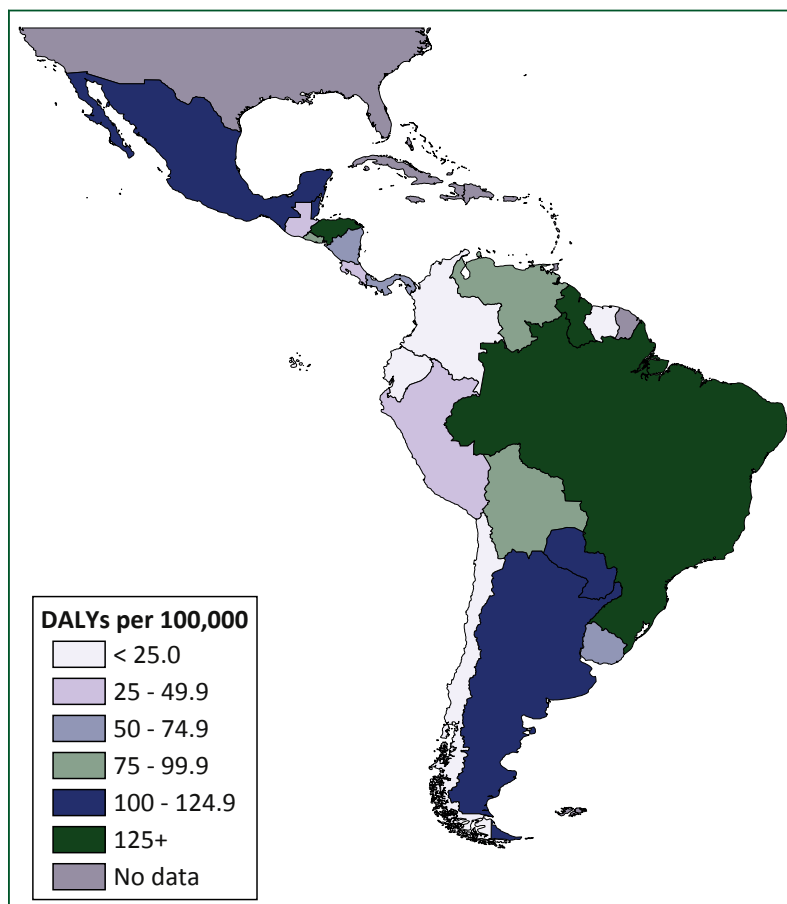 DALYs per 100,000
< 25.0
25 - 49.9
50 - 74.9
75 - 99.9
100 - 124.9
125+
No data